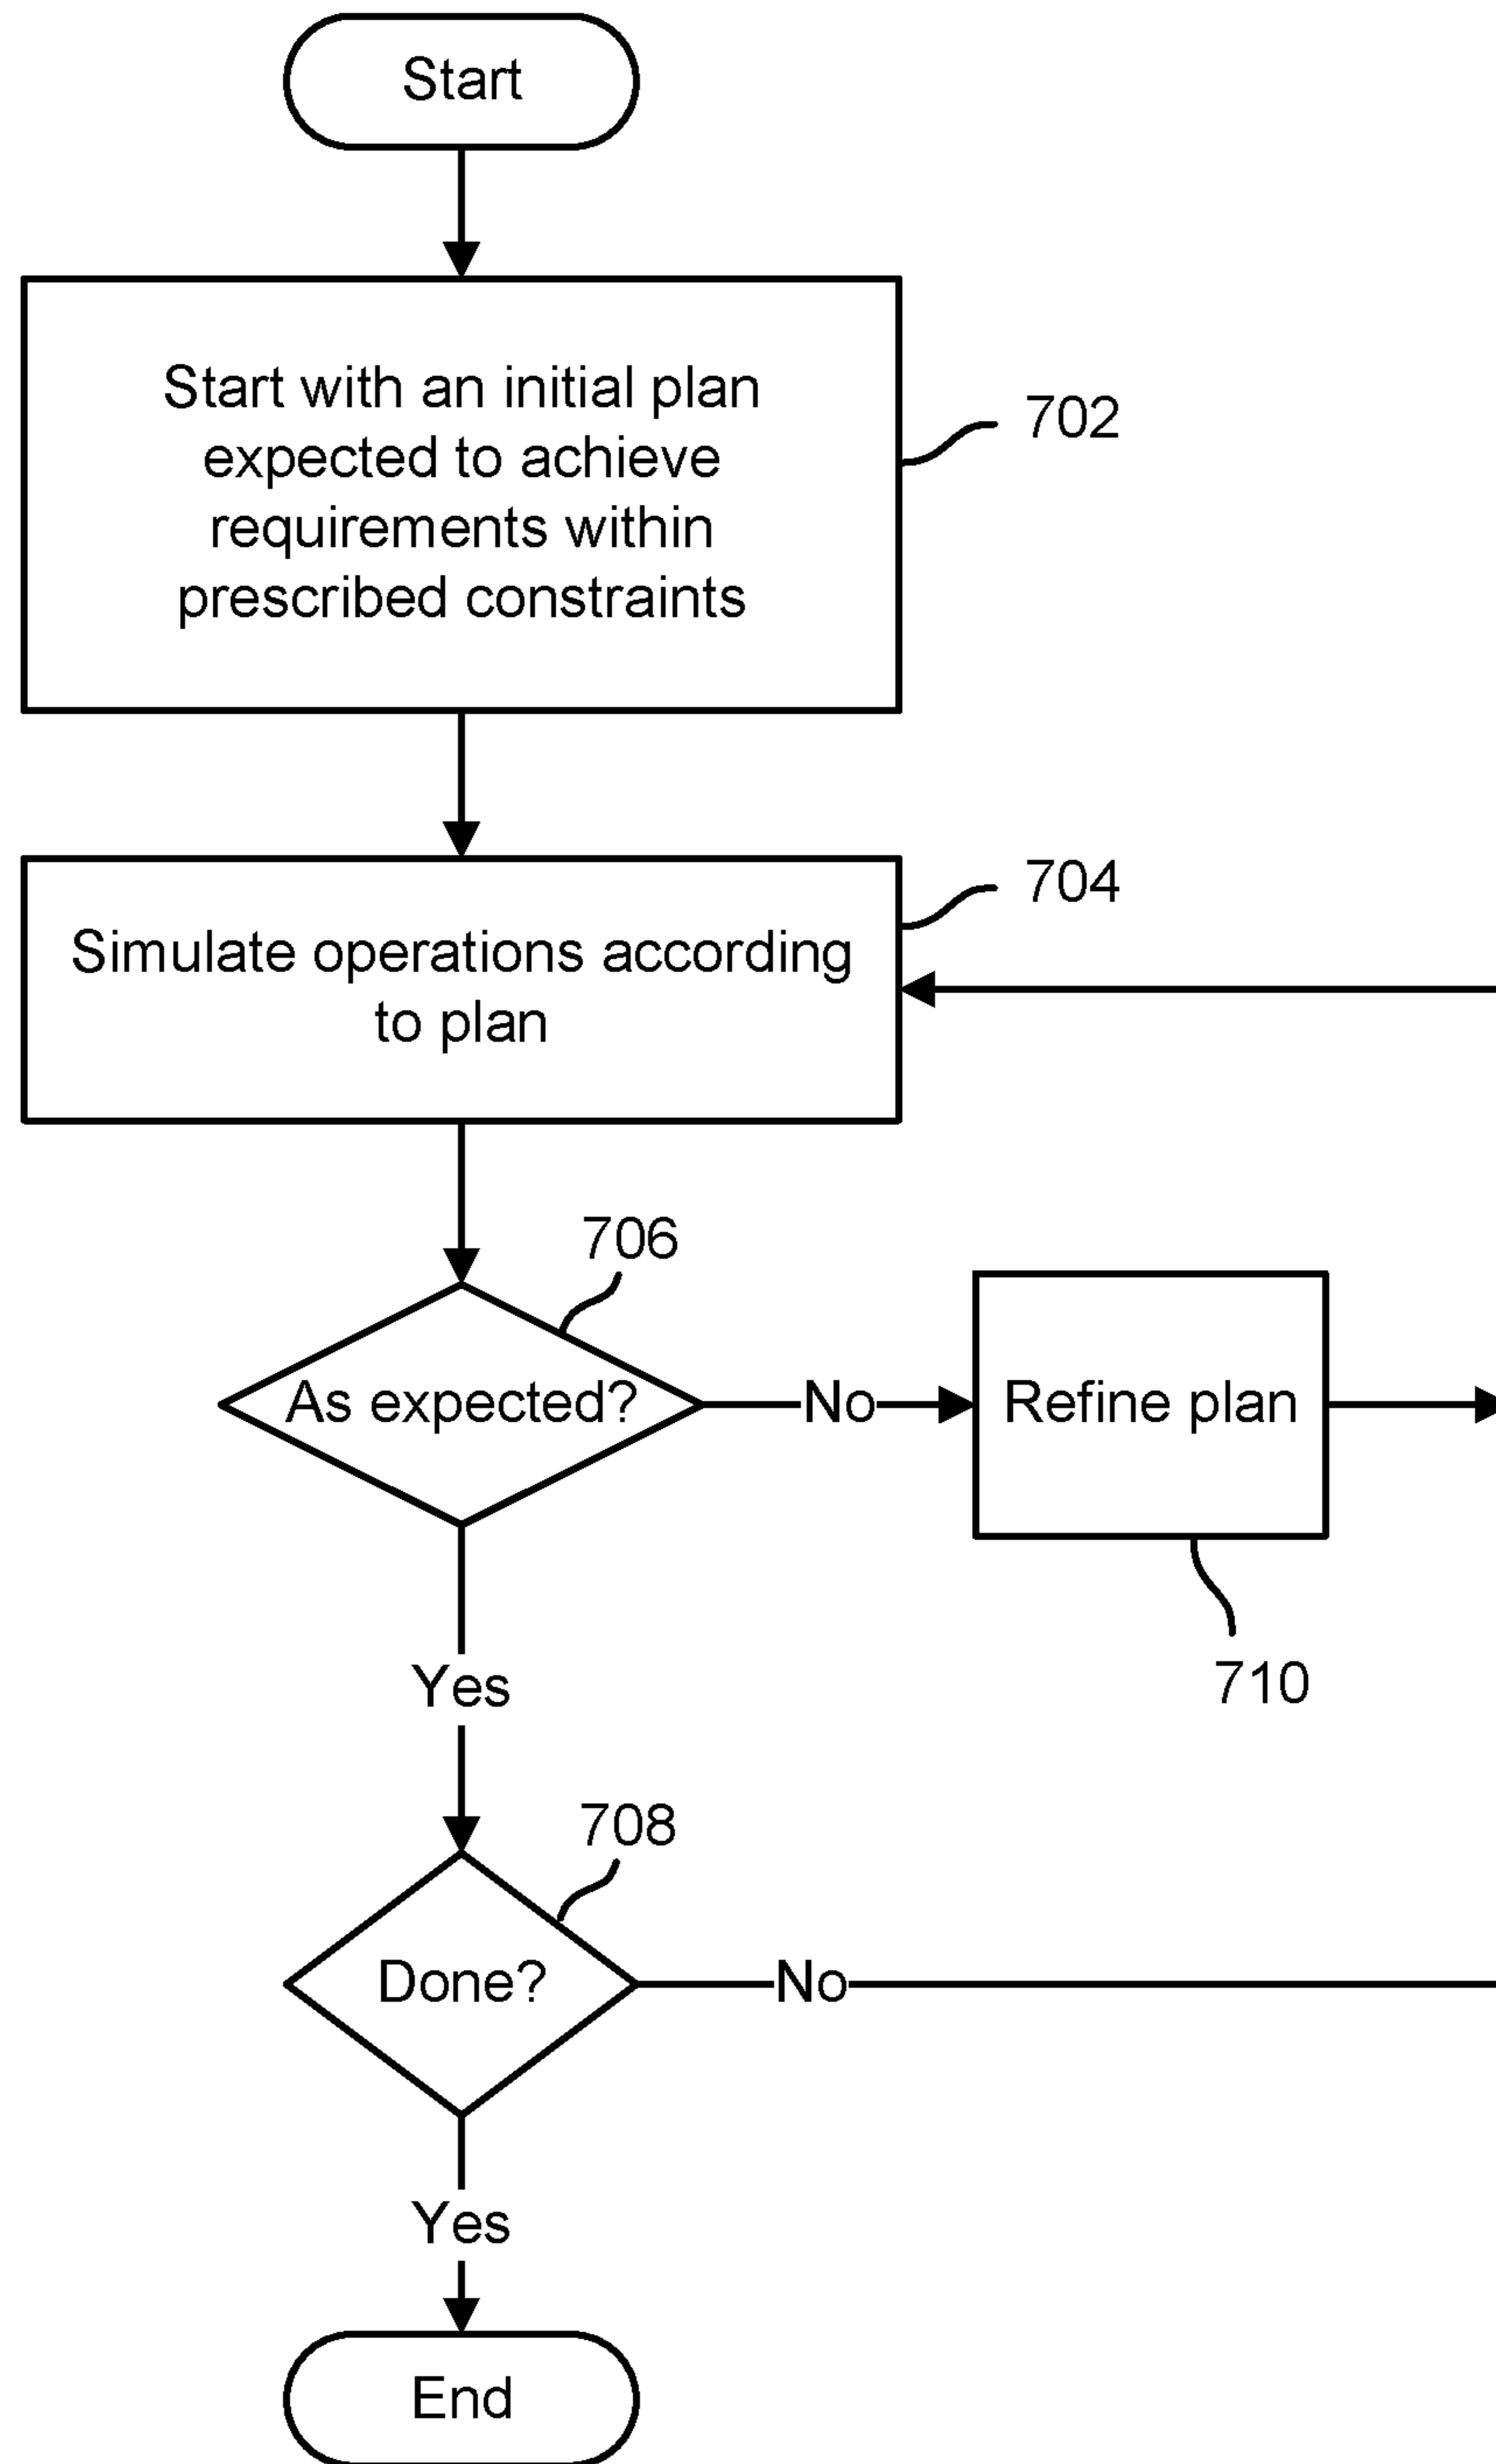 Start
Start with an initial plan
expected to achieve
requirements within
prescribed constraints
702
704
Simulate operations according
to plan
706
As expected?
No
Refine plan
710
Yes
708
Done?
No
Yes
End